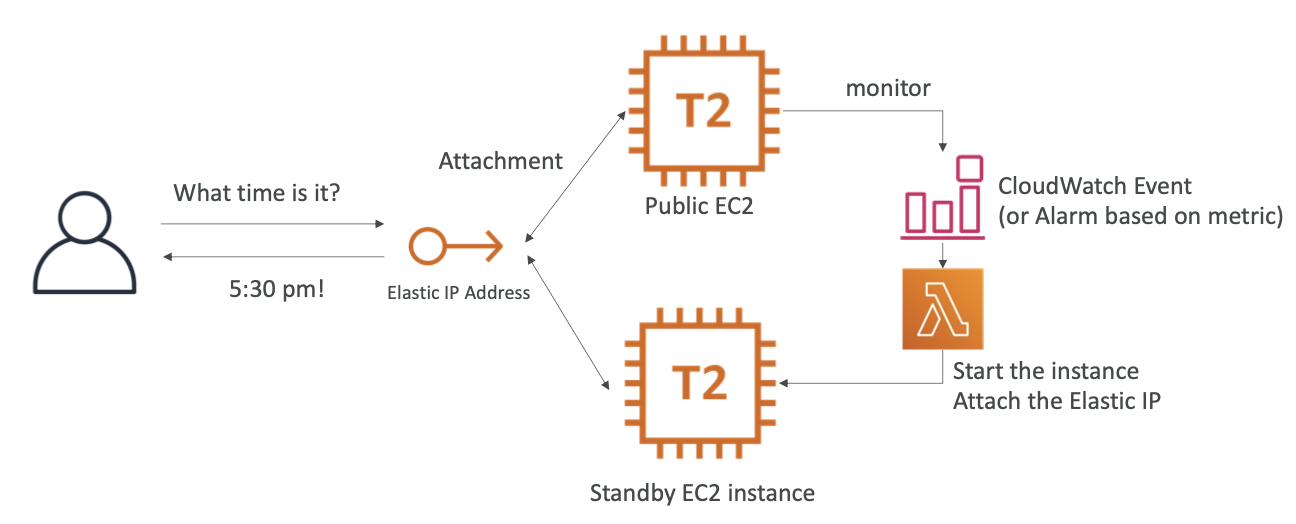 T2
monitor
Attachment
What time is it?
Public EC2
CloudWatch Event
(or Alarm based on metric)
5:30 pm!
Elastic IP Address
T2
Start the instance
Attach the Elastic IP
Standby EC2 instance